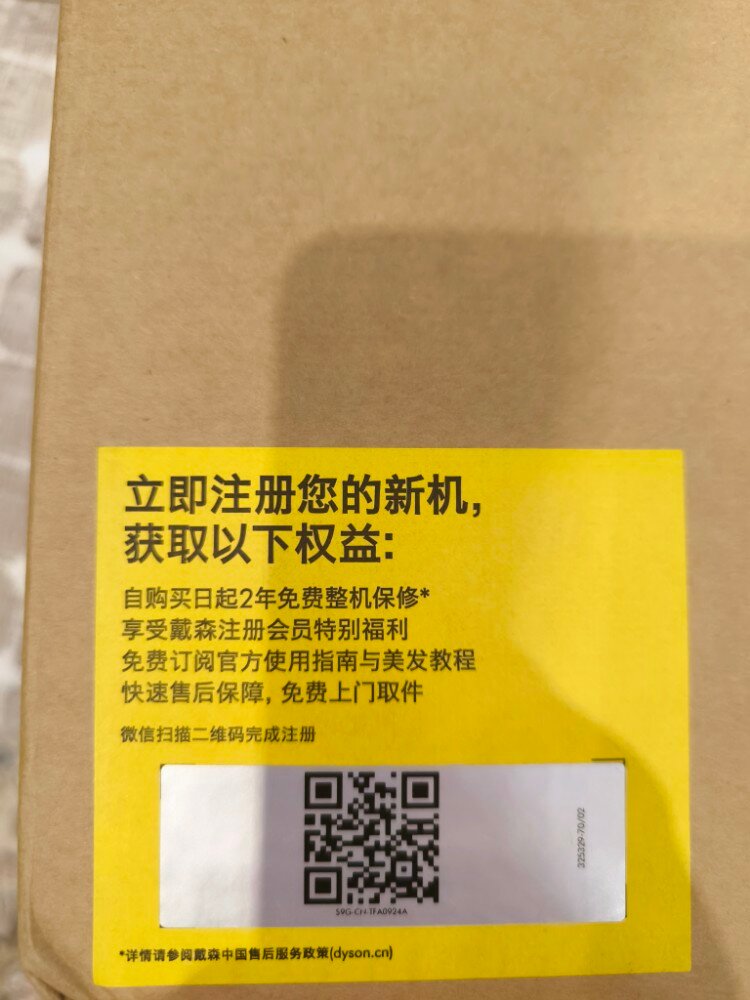 立即注册您的新机,
获取以下权益:
自购买日起2年免费整机保修*
享受戴森注册会员特别福利
免费订阅官方使用指南与美发教程
快速售后保障, 免费上门取件
微信扫描二维码完成注册
325329-70/02
S9G-CN-TFA0924A
*详情请参阅戴森中国售后服务政策(dyson.cn)